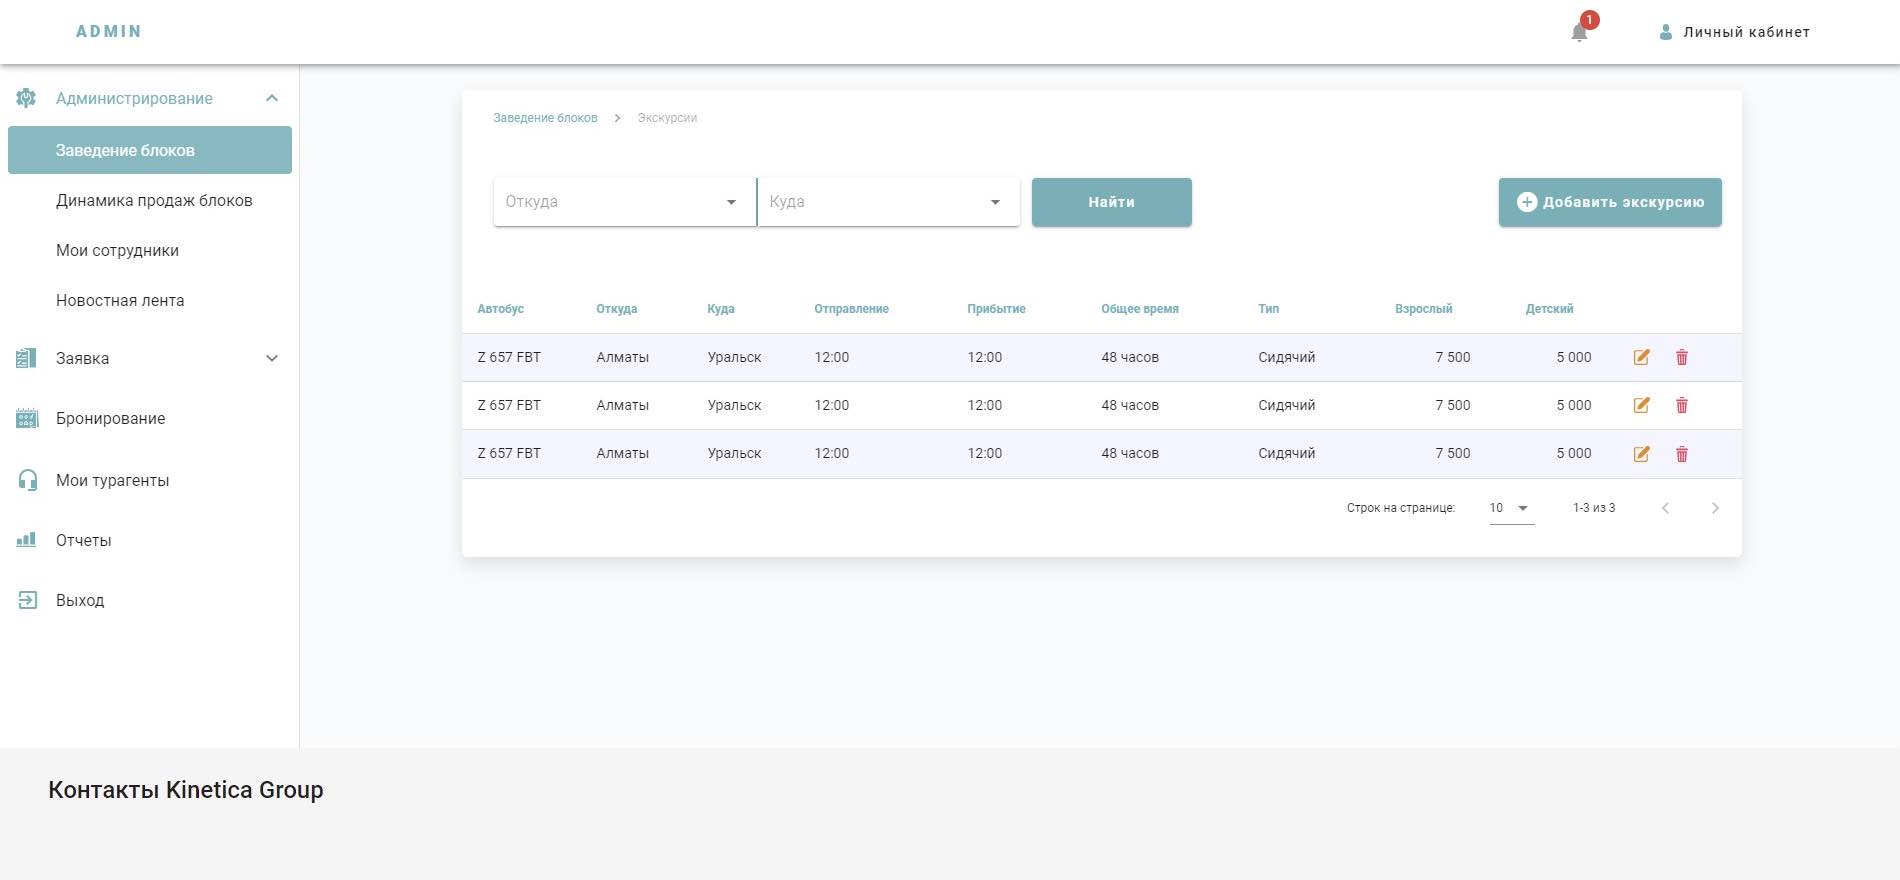 ADMIN
1
Личный кабинет
Администрирование
Заведение блоков
Динамика продаж блоков
Мои сотрудники
Новостная лента
Заявка
Бронирование
Мои турагенты
Отчеты
Выход
Заведение блоков > Экскурсии
Откуда Куда Найти Добавить экскурсию
Автобус Откуда Куда Отправление Прибытие Общее время Тип Взрослый Детский
Z 657 FBT Алматы Уральск 12:00 12:00 48 часов Сидячий 7 500 5 000
Z 657 FBT Алматы Уральск 12:00 12:00 48 часов Сидячий 7 500 5 000
Z 657 FBT Алматы Уральск 12:00 12:00 48 часов Сидячий 7 500 5 000
Строк на странице: 10 1-3 из 3
Контакты Kinetica Group